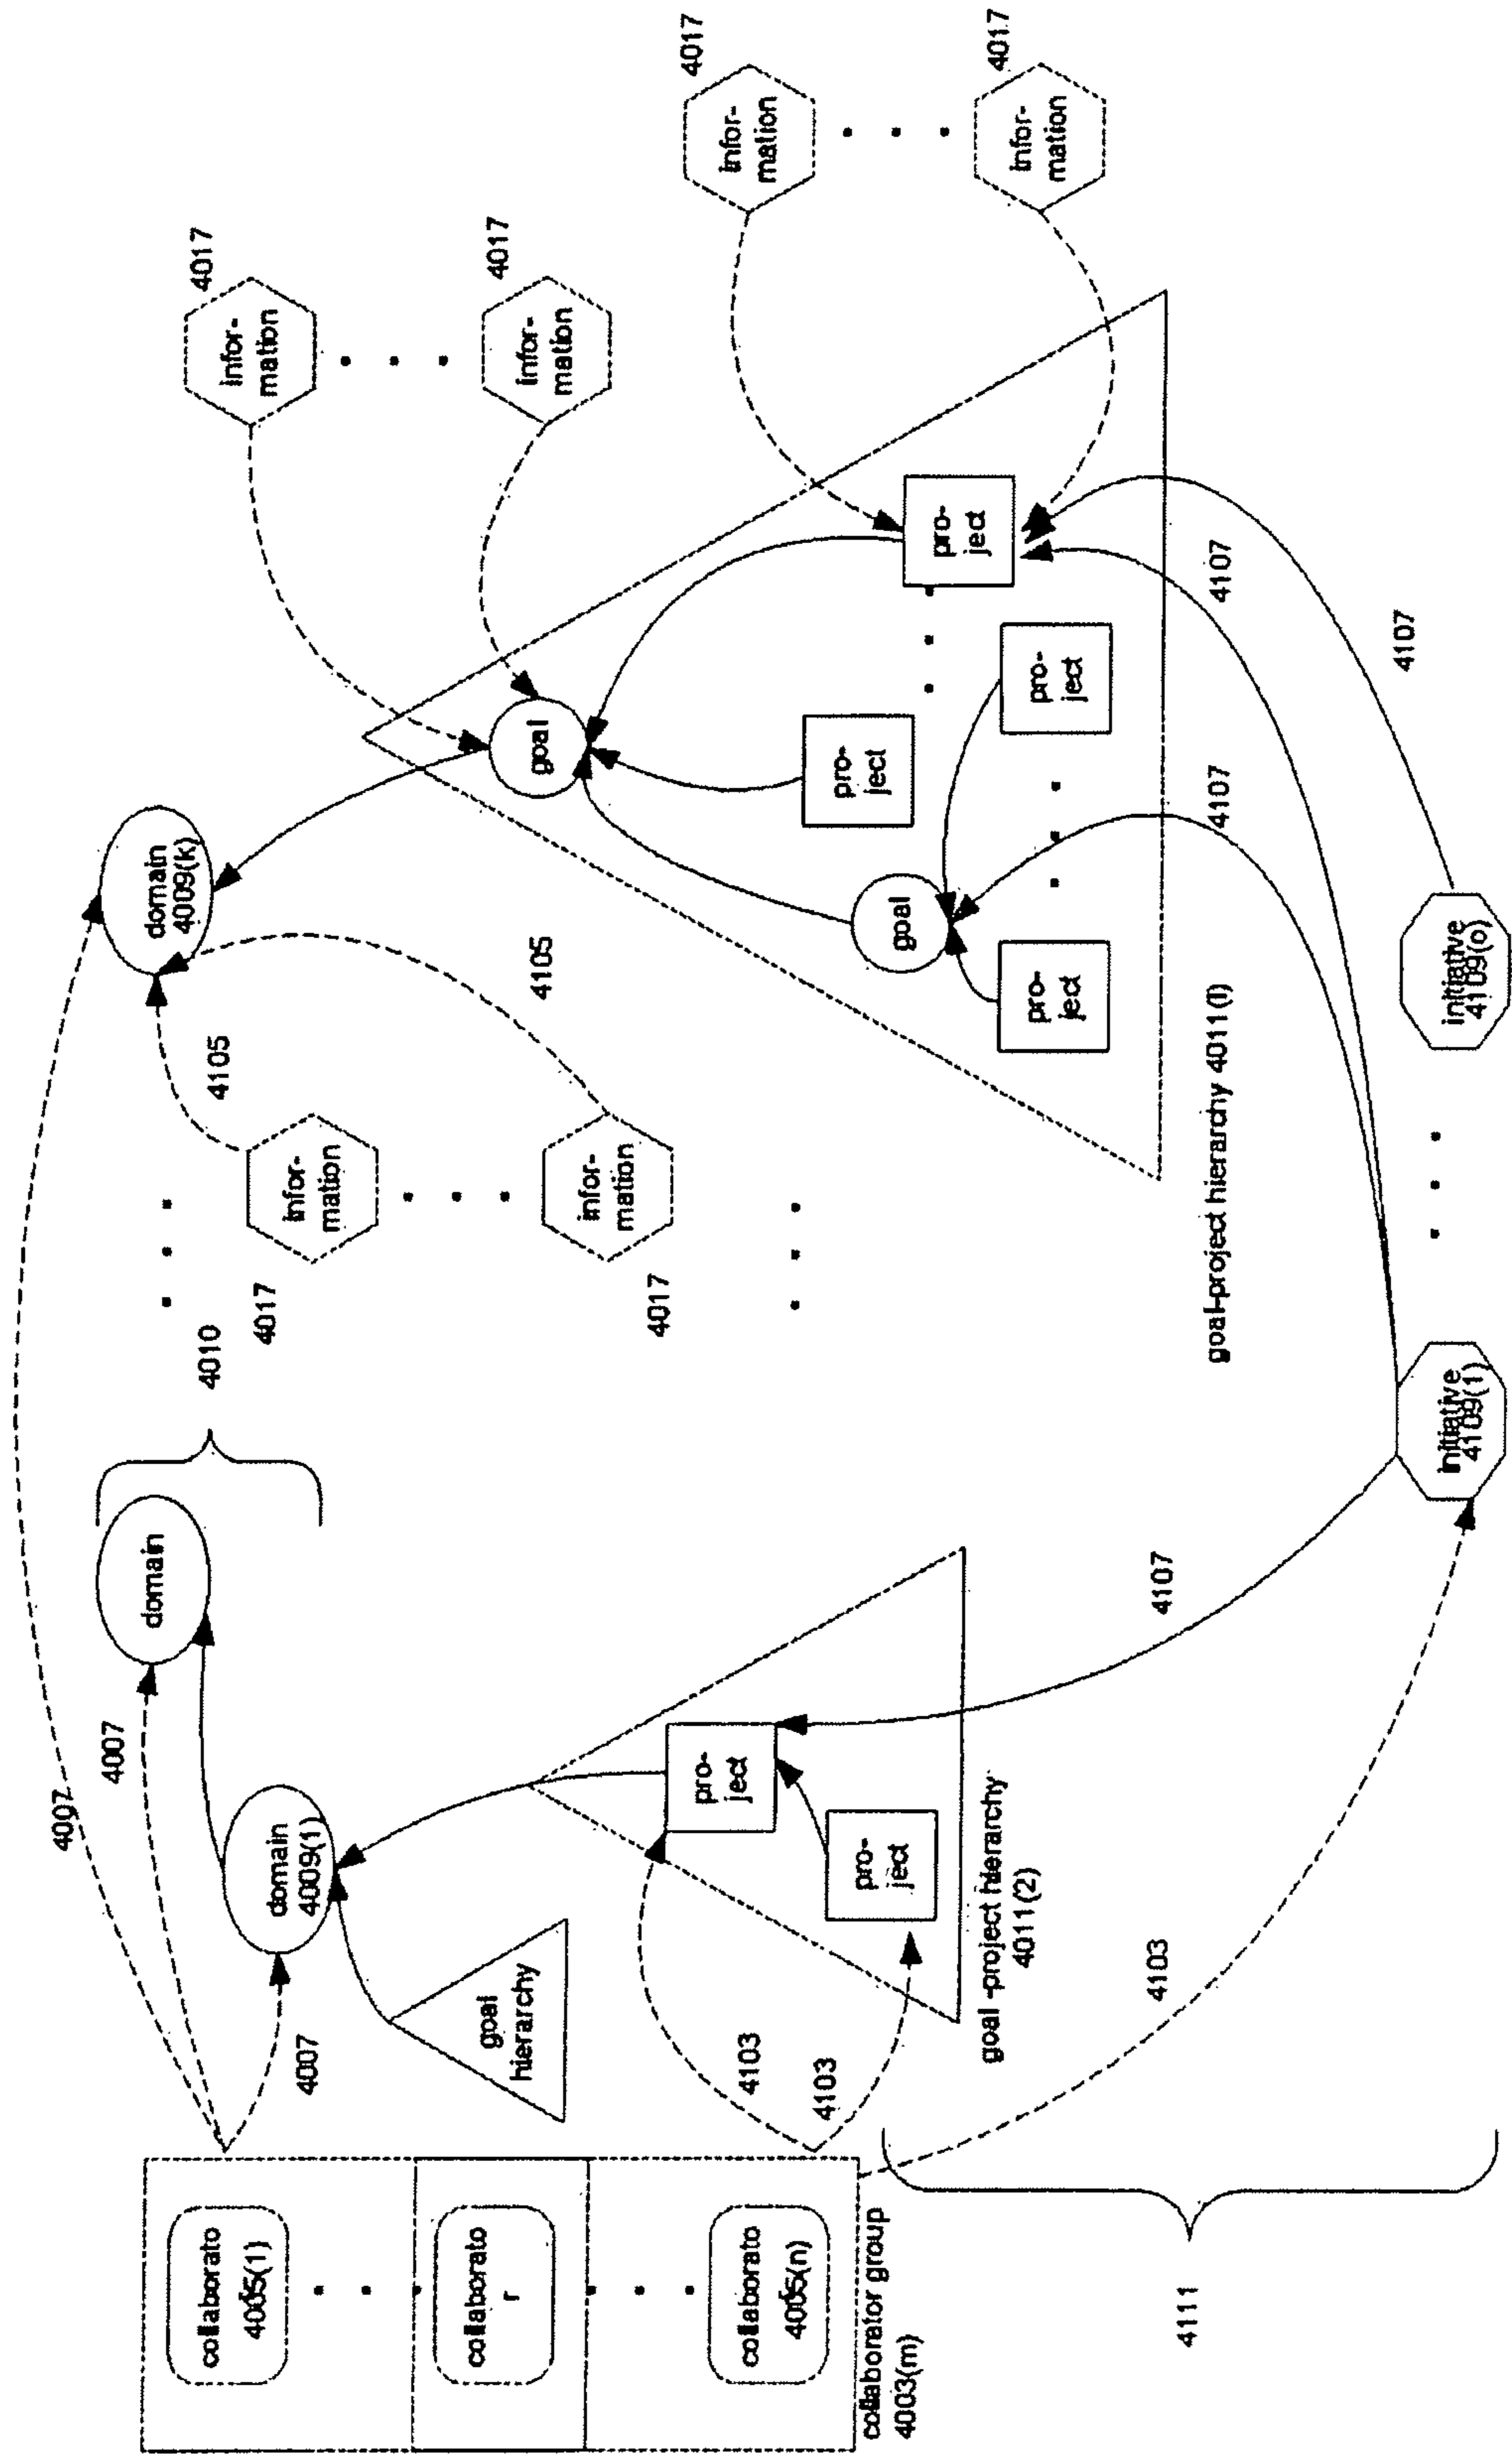 collaborato
4005(1)
collaborato
r
collaborato
4005(n)
collaborator group
4003(m)
4111
4007
4007
4007
domain
domain
4009(1)
4010
goal
hierarchy
4103
4103
4103
pro-
ject
pro-
ject
goal -project hierarchy
4011(2)
4107
initiative
4109(1)
domain
4009(k)
4105
4105
4017
infor-
mation
4017
infor-
mation
4017
infor-
mation
4017
infor-
mation
4017
infor-
mation
4017
infor-
mation
goal
goal
pro-
ject
pro-
ject
pro-
ject
pro-
ject
goal-project hierarchy 4011(l)
4107
4107
4107
initiative
4109(o)